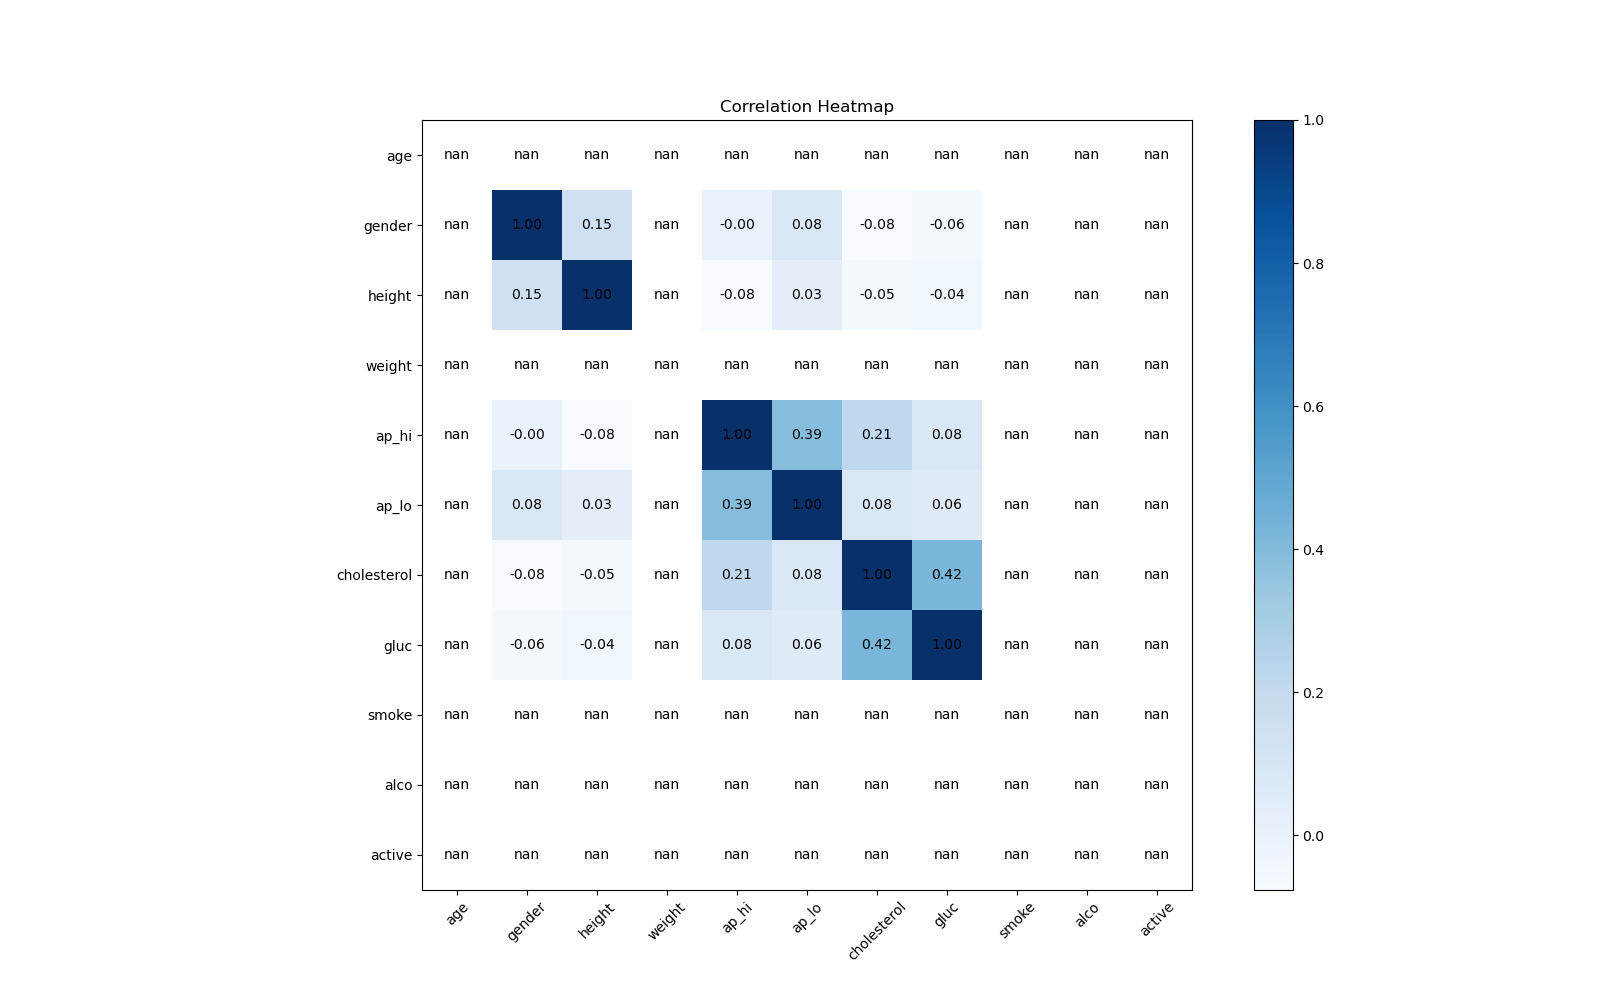 Correlation Heatmap
age nan nan nan nan nan nan nan nan nan nan nan
gender nan 1.00 0.15 nan -0.00 0.08 -0.08 -0.06 nan nan nan
height nan 0.15 1.00 nan -0.08 0.03 -0.05 -0.04 nan nan nan
weight nan nan nan nan nan nan nan nan nan nan nan
ap_hi nan -0.00 -0.08 nan 1.00 0.39 0.21 0.08 nan nan nan
ap_lo nan 0.08 0.03 nan 0.39 1.00 0.08 0.06 nan nan nan
cholesterol nan -0.08 -0.05 nan 0.21 0.08 1.00 0.42 nan nan nan
gluc nan -0.06 -0.04 nan 0.08 0.06 0.42 1.00 nan nan nan
smoke nan nan nan nan nan nan nan nan nan nan nan
alco nan nan nan nan nan nan nan nan nan nan nan
active nan nan nan nan nan nan nan nan nan nan nan
age gender height weight ap_hi ap_lo cholesterol gluc smoke alco active
1.0
0.8
0.6
0.4
0.2
0.0